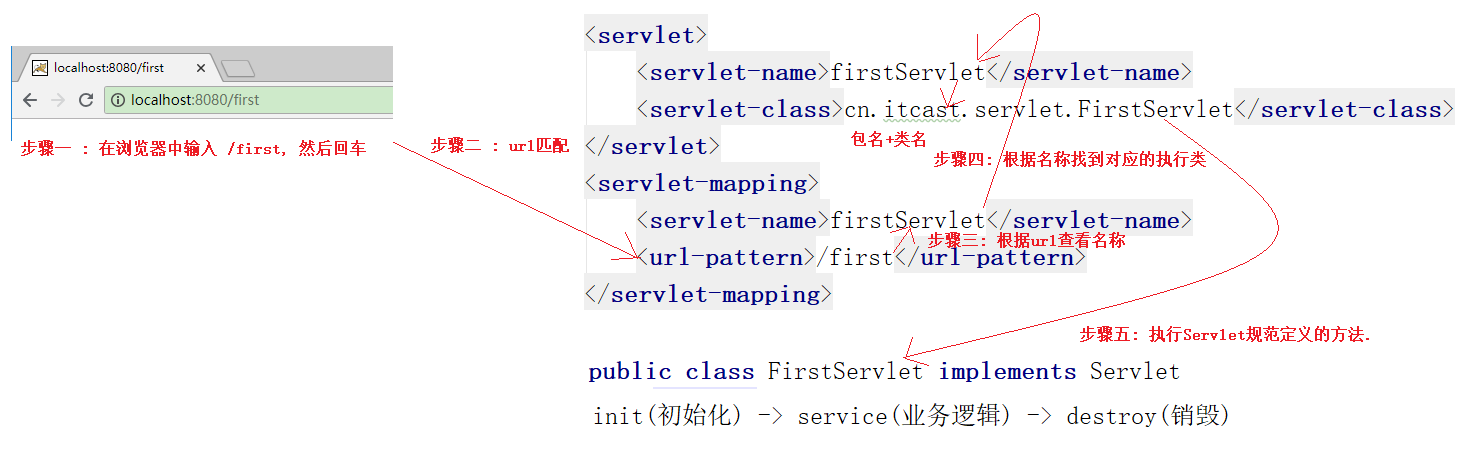 localhost:8080/first
localhost:8080/first
步骤一 : 在浏览器中输入 /first, 然后回车
步骤二 : url匹配
<servlet>
<servlet-name>firstServlet</servlet-name>
<servlet-class>cn.itcast.servlet.FirstServlet</servlet-class>
包名+类名
</servlet>
步骤四: 根据名称找到对应的执行类
<servlet-mapping>
<servlet-name>firstServlet</servlet-name>
步骤三: 根据url查看名称
<url-pattern>/first</url-pattern>
</servlet-mapping>
步骤五: 执行Servlet规范定义的方法.
public class FirstServlet implements Servlet
init(初始化) -> service(业务逻辑) -> destroy(销毁)